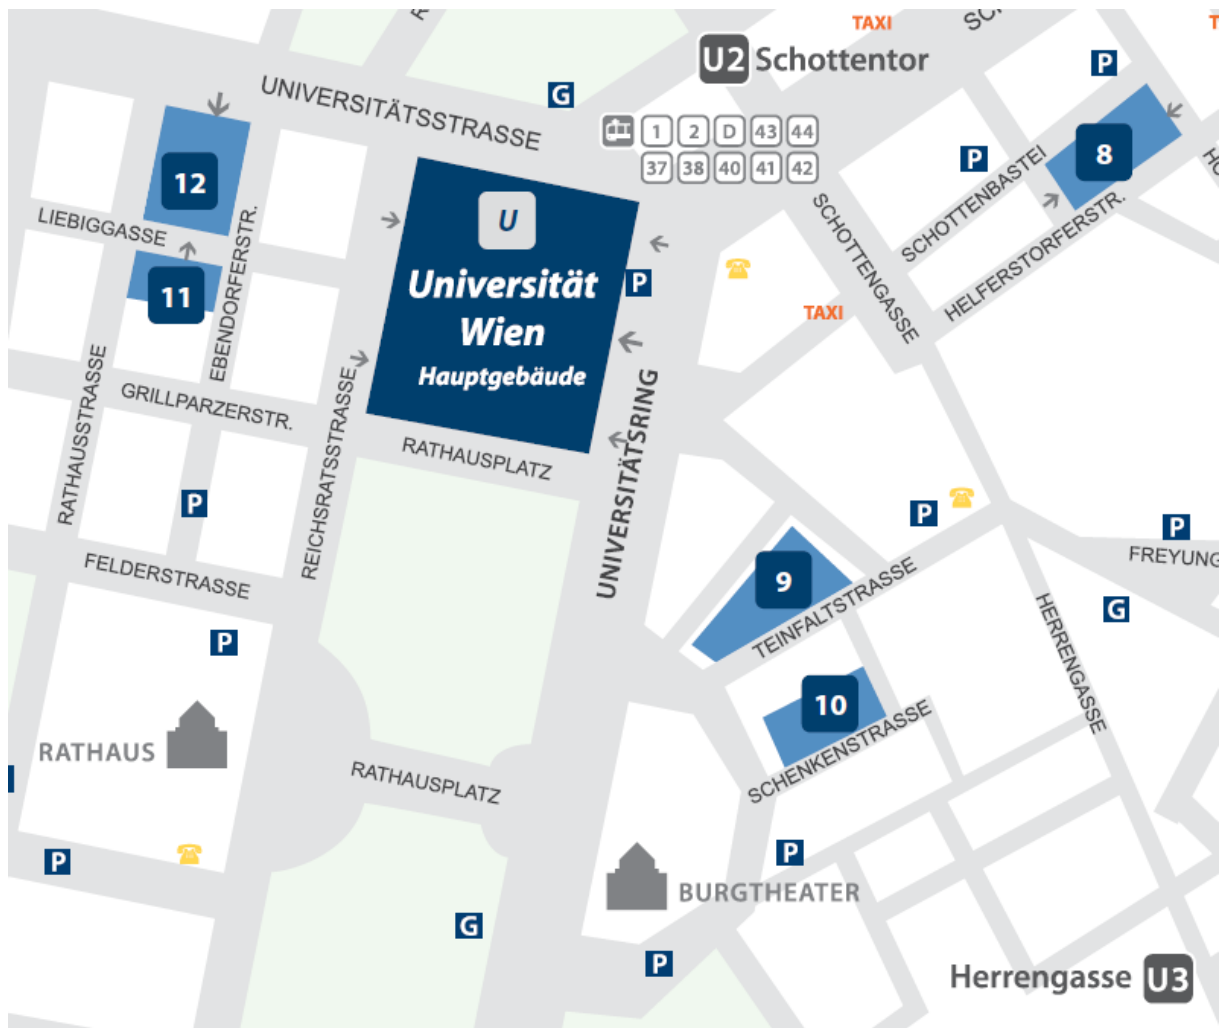 TAXI
U2 Schottentor
P
G
UNIVERSITÄTSSTRASSE
1 2 D 43 44
37 38 40 41 42
P
8
12
U
SCHOTTENBASTEI
LIEBIGGASSE
EBENDORFERSTR.
SCHOTTENGASSE
HELFERSTORFERSTR.
11
Universität
Wien
Hauptgebäude
P
TAXI
RATHAUSSTRASSE
GRILLPARZERSTR.
REICHSRATSSTRASSE
RATHAUSPLATZ
UNIVERSITÄTSRING
P
P
P
FREYUNG
FELDERSTRASSE
9
TEINFALTSTRASSE
G
HERRENGASSE
P
10
SCHENKENSTRASSE
RATHAUS
RATHAUSPLATZ
P
P
BURGTHEATER
G
P
Herrengasse U3